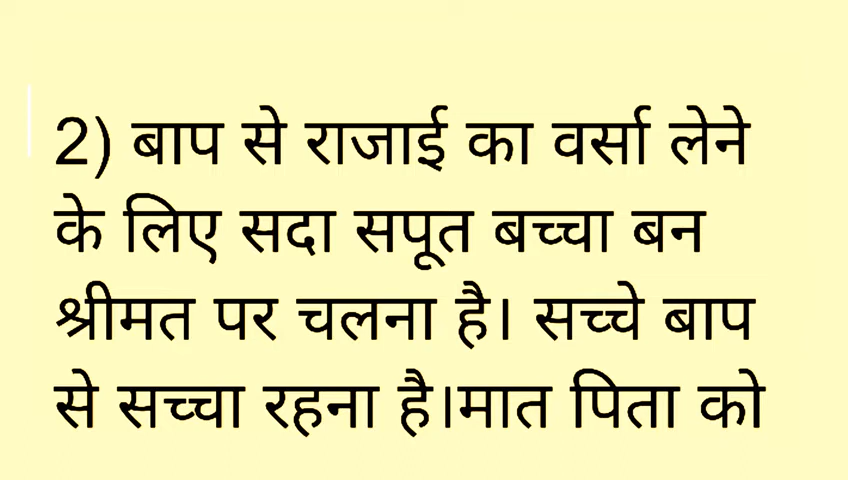 2) बाप से राजाई का वर्सा लेने
के लिए सदा सपूत बच्चा बन
श्रीमत पर चलना है। सच्चे बाप
से सच्चा रहना है।मात पिता को